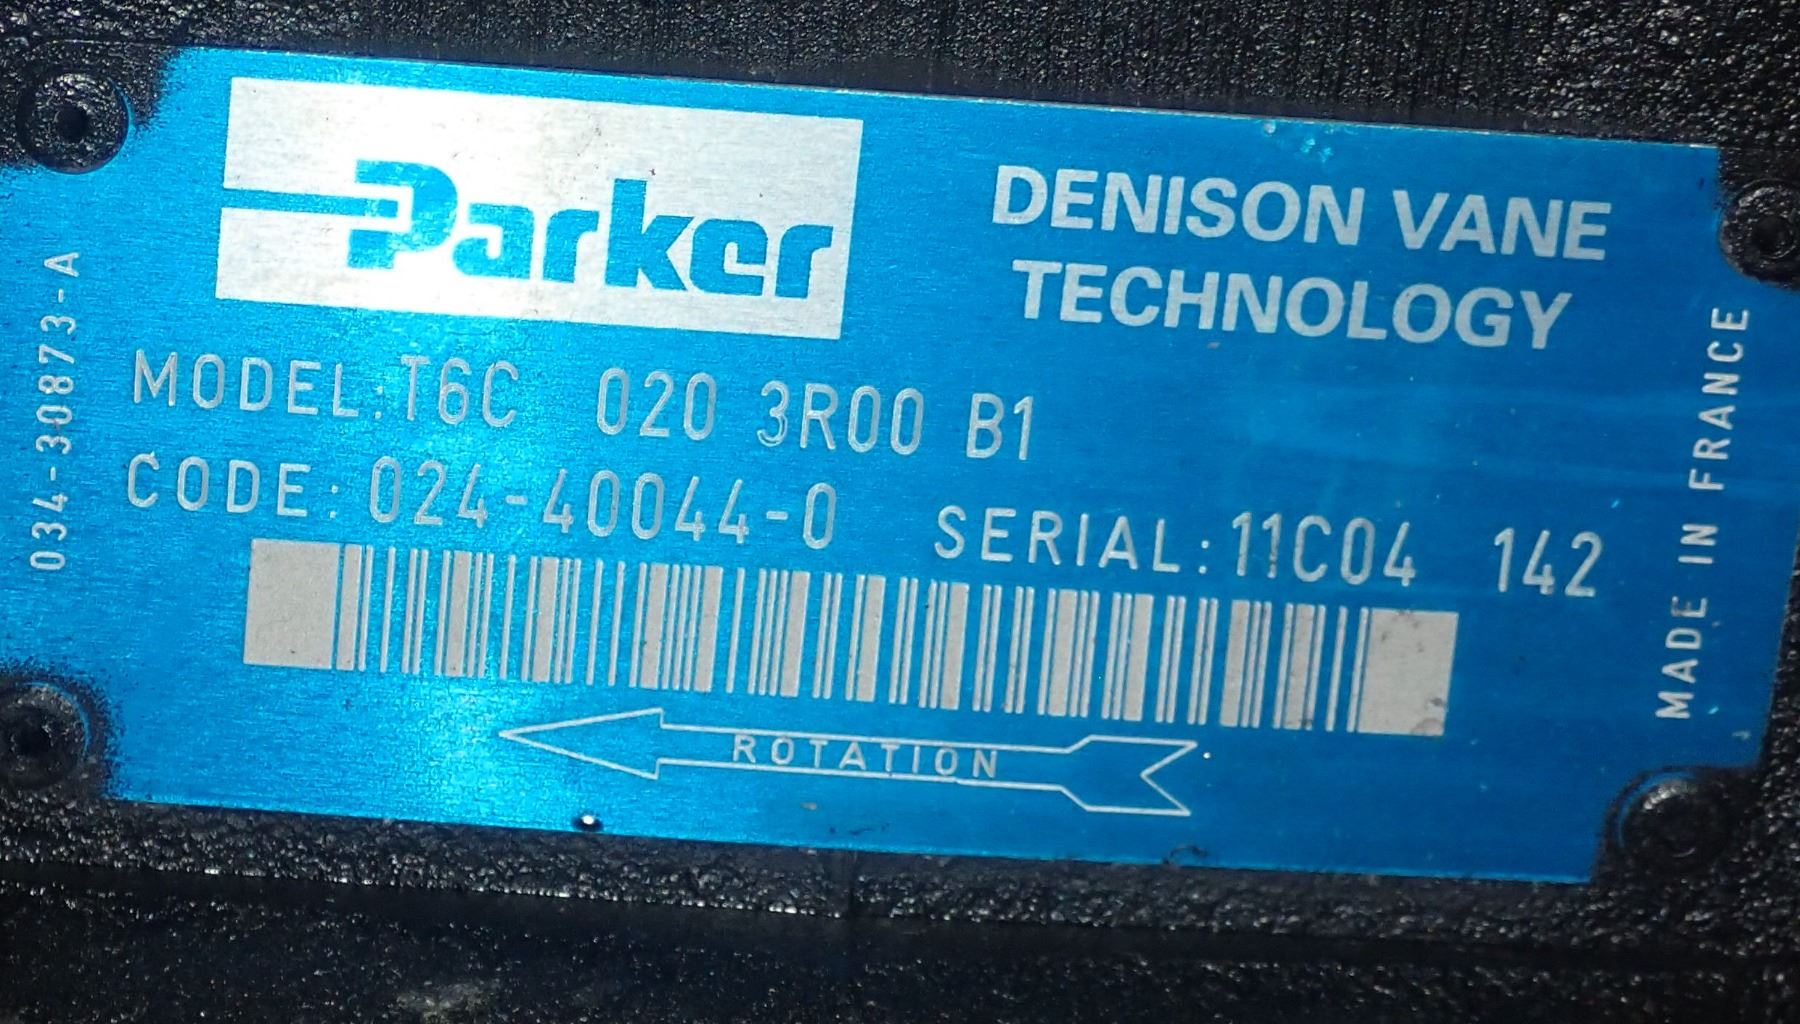 Parker
DENISON VANE
TECHNOLOGY
MODEL:T6C 020 3R00 B1
CODE: 024-40044-0 SERIAL:11C04 142
ROTATION
034-30873-A
MADE IN FRANCE